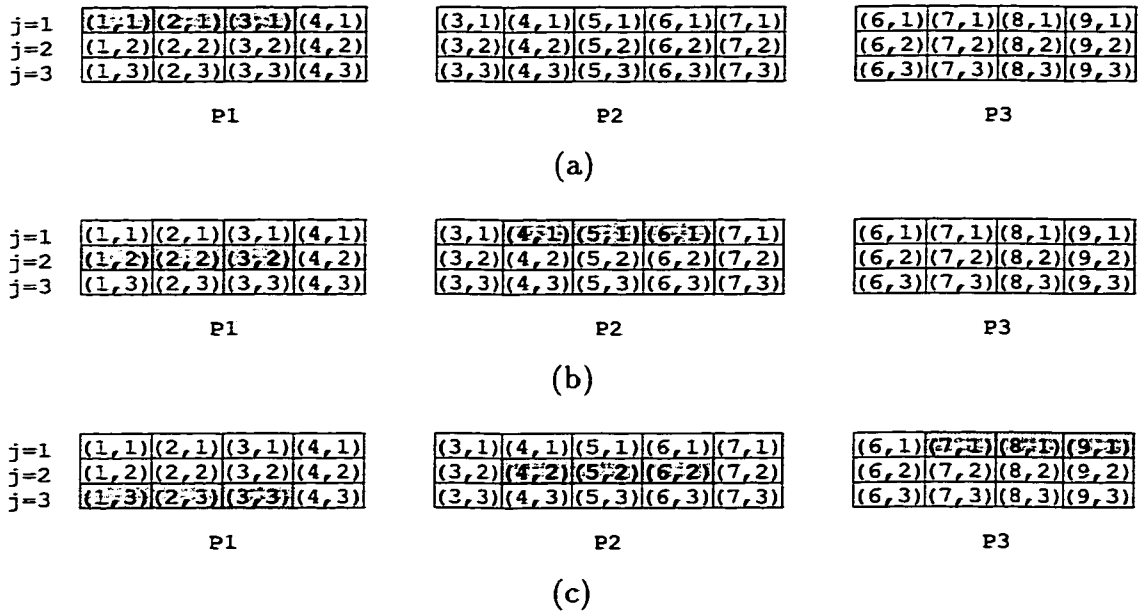 j=1 (1,1) (2,1) (3,1) (4,1) (3,1) (4,1) (5,1) (6,1) (7,1) (6,1) (7,1) (8,1) (9,1)
j=2 (1,2) (2,2) (3,2) (4,2) (3,2) (4,2) (5,2) (6,2) (7,2) (6,2) (7,2) (8,2) (9,2)
j=3 (1,3) (2,3) (3,3) (4,3) (3,3) (4,3) (5,3) (6,3) (7,3) (6,3) (7,3) (8,3) (9,3)
P1 P2 P3
(a)
j=1 (1,1) (2,1) (3,1) (4,1) (3,1) (4,1) (5,1) (6,1) (7,1) (6,1) (7,1) (8,1) (9,1)
j=2 (1,2) (2,2) (3,2) (4,2) (3,2) (4,2) (5,2) (6,2) (7,2) (6,2) (7,2) (8,2) (9,2)
j=3 (1,3) (2,3) (3,3) (4,3) (3,3) (4,3) (5,3) (6,3) (7,3) (6,3) (7,3) (8,3) (9,3)
P1 P2 P3
(b)
j=1 (1,1) (2,1) (3,1) (4,1) (3,1) (4,1) (5,1) (6,1) (7,1) (6,1) (7,1) (8,1) (9,1)
j=2 (1,2) (2,2) (3,2) (4,2) (3,2) (4,2) (5,2) (6,2) (7,2) (6,2) (7,2) (8,2) (9,2)
j=3 (1,3) (2,3) (3,3) (4,3) (3,3) (4,3) (5,3) (6,3) (7,3) (6,3) (7,3) (8,3) (9,3)
P1 P2 P3
(c)